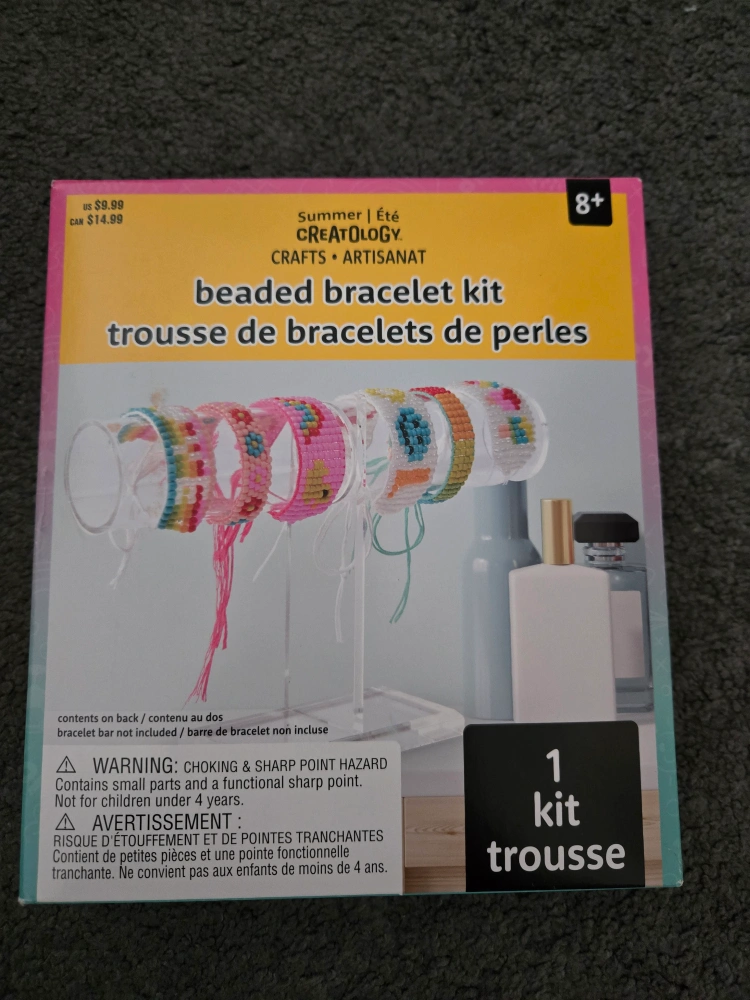 US $9.99
CAN $14.99
8+
Summer | Été
CREATOLOGY™
CRAFTS • ARTISANAT
beaded bracelet kit
trousse de bracelets de perles
contents on back / contenu au dos
bracelet bar not included / barre de bracelet non incluse
⚠ WARNING: CHOKING & SHARP POINT HAZARD
Contains small parts and a functional sharp point.
Not for children under 4 years.
⚠ AVERTISSEMENT :
RISQUE D'ÉTOUFFEMENT ET DE POINTES TRANCHANTES
Contient de petites pièces et une pointe fonctionnelle
tranchante. Ne convient pas aux enfants de moins de 4 ans.
1
kit
trousse